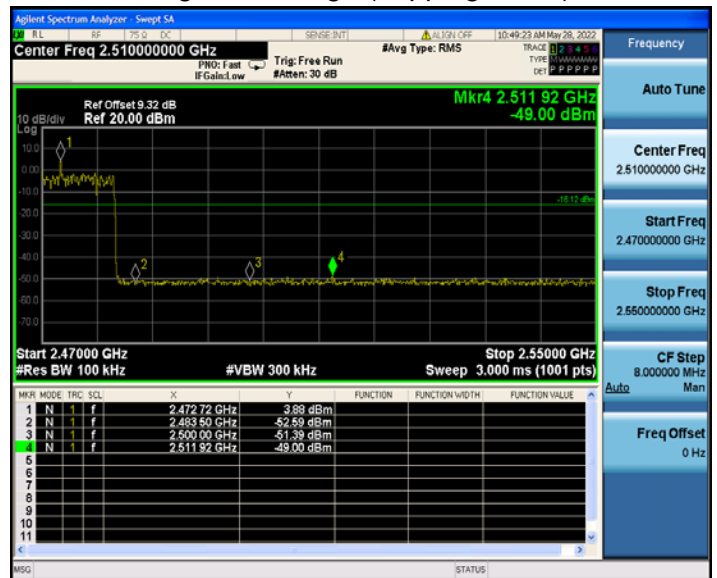 Agilent Spectrum Analyzer - Swept SA
RL RF 75 Ω DC SENSE:INT ALIGN OFF 10:49:23 AM May 28, 2022
Center Freq 2.510000000 GHz #Avg Type: RMS TRACE 1 2 3 4 5 6
PNO: Fast Trig: Free Run TYPE
IFGain:Low #Atten: 30 dB DET P P P P P P
Ref Offset 9.32 dB Mkr4 2.511 92 GHz
10 dB/div Ref 20.00 dBm -49.00 dBm
Log
10.0
0.00
-10.0
-20.0
-30.0
-40.0
-50.0
-60.0
-70.0
1
2
3
4
-16.12 dBm
Start 2.47000 GHz Stop 2.55000 GHz
#Res BW 100 kHz #VBW 300 kHz Sweep 3.000 ms (1001 pts)
MKR MODE TRC SCL X Y FUNCTION FUNCTION WIDTH FUNCTION VALUE
1 N 1 f 2.472 72 GHz 3.88 dBm
2 N 1 f 2.483 50 GHz -52.59 dBm
3 N 1 f 2.500 00 GHz -51.39 dBm
4 N 1 f 2.511 92 GHz -49.00 dBm
5
6
7
8
9
10
11
MSG STATUS
Frequency
Auto Tune
Center Freq
2.510000000 GHz
Start Freq
2.470000000 GHz
Stop Freq
2.550000000 GHz
CF Step
8.000000 MHz
Auto Man
Freq Offset
0 Hz